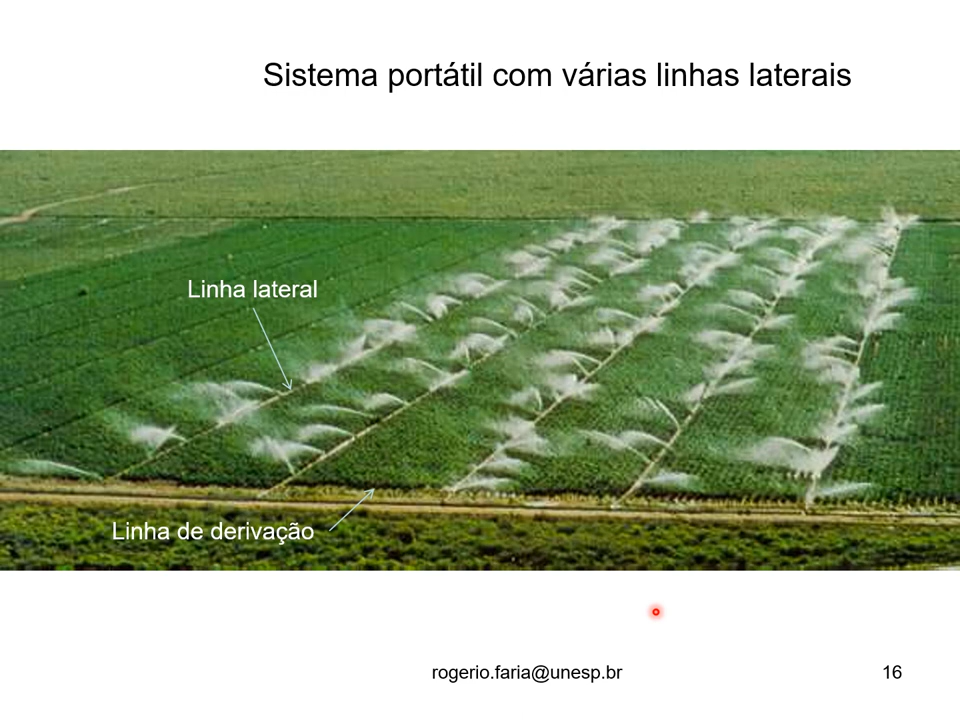 Sistema portátil com várias linhas laterais
Linha lateral
Linha de derivação
rogerio.faria@unesp.br
16